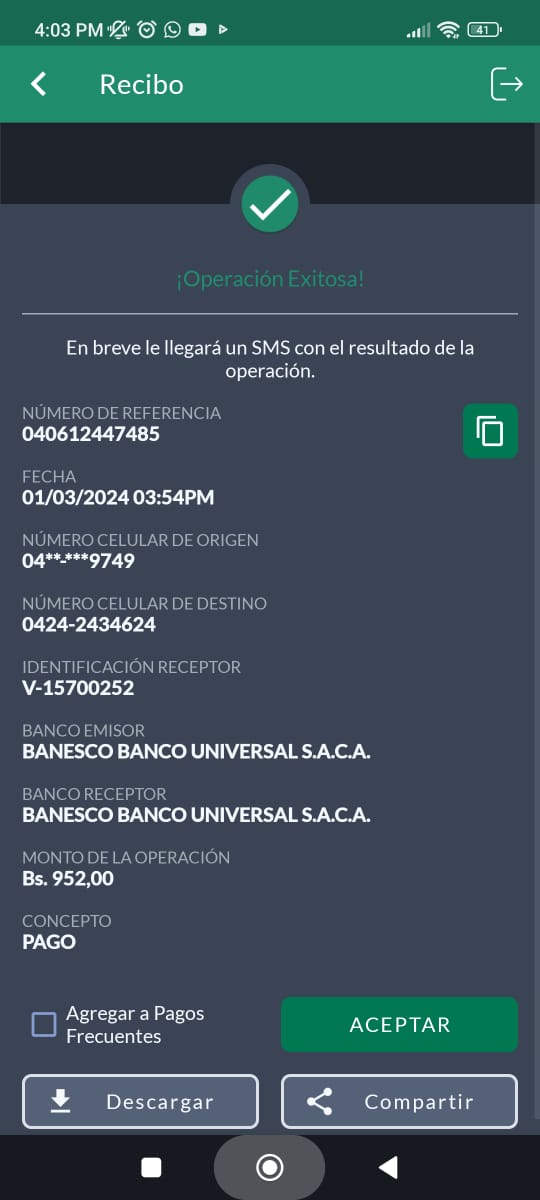 4:03 PM
41
Recibo
¡Operación Exitosa!
En breve le llegará un SMS con el resultado de la
operación.
NÚMERO DE REFERENCIA
040612447485
FECHA
01/03/2024 03:54PM
NÚMERO CELULAR DE ORIGEN
04**-***9749
NÚMERO CELULAR DE DESTINO
0424-2434624
IDENTIFICACIÓN RECEPTOR
V-15700252
BANCO EMISOR
BANESCO BANCO UNIVERSAL S.A.C.A.
BANCO RECEPTOR
BANESCO BANCO UNIVERSAL S.A.C.A.
MONTO DE LA OPERACIÓN
Bs. 952,00
CONCEPTO
PAGO
Agregar a Pagos
Frecuentes
ACEPTAR
Descargar
Compartir